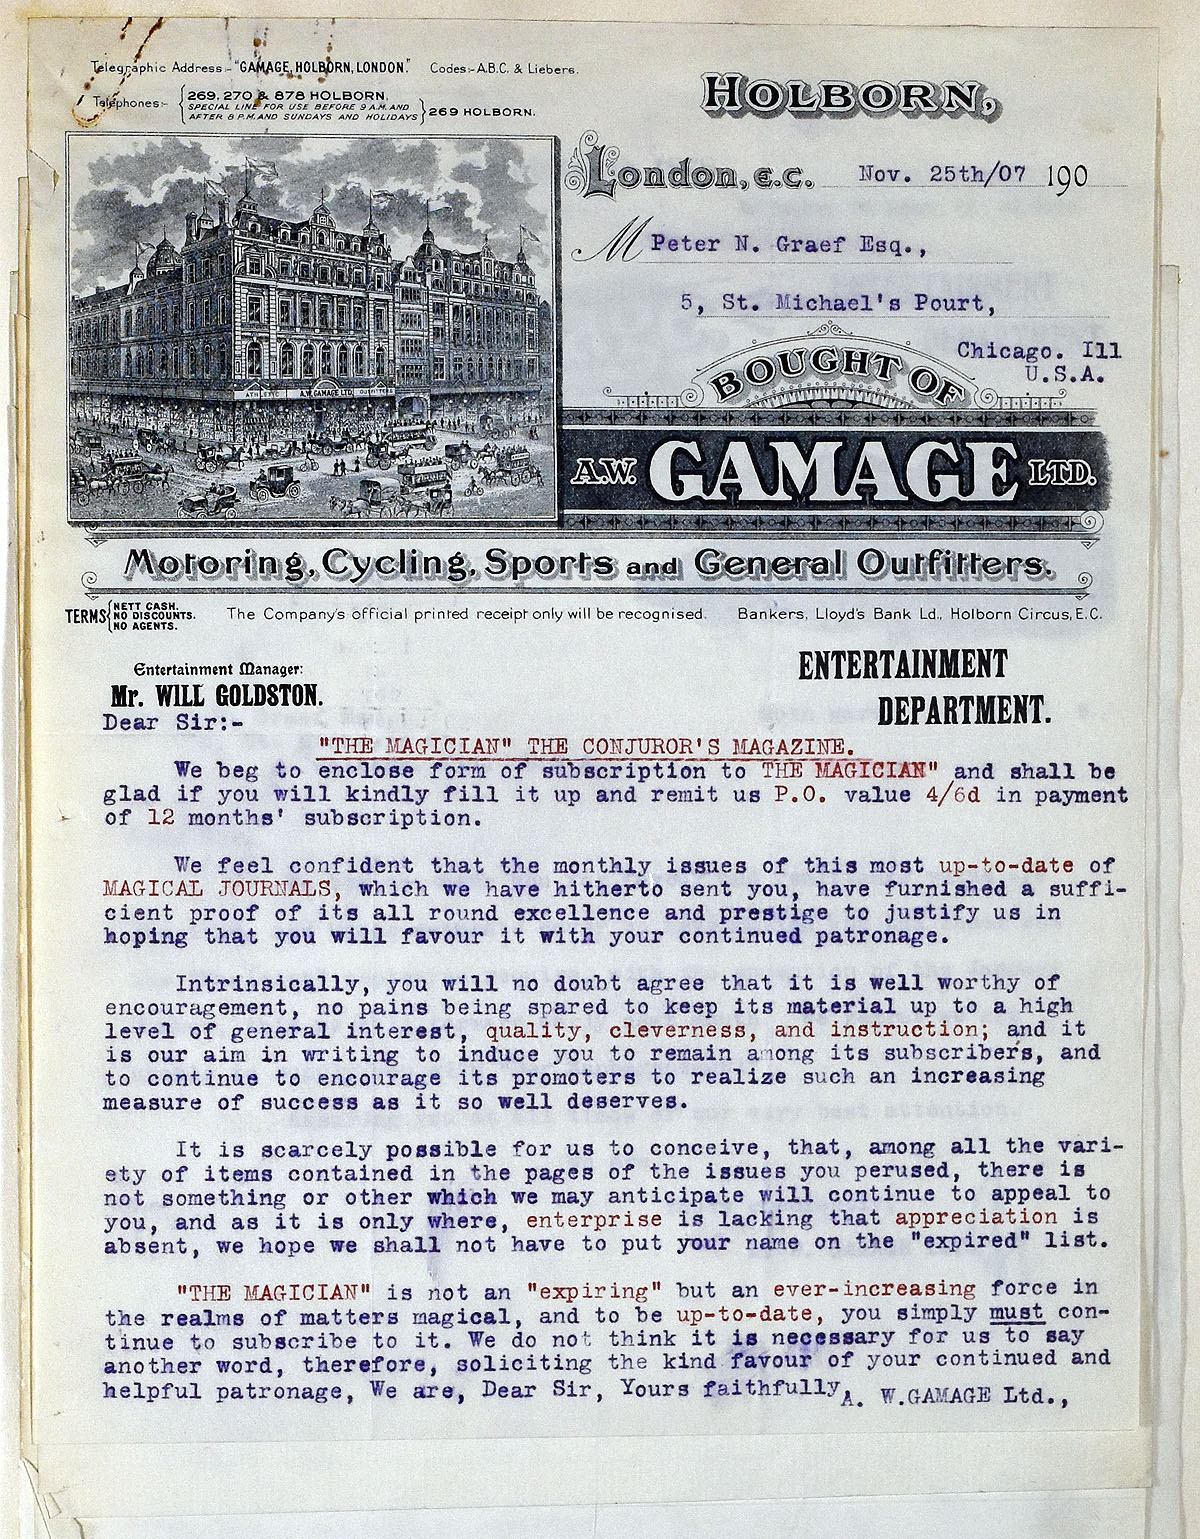 Telegraphic Address:- "GAMAGE, HOLBORN, LONDON." Codes:- A.B.C. & Liebers.
Telephones:- 269, 270 & 878 HOLBORN.
SPECIAL LINE FOR USE BEFORE 9 A.M. AND
AFTER 8 P.M. AND SUNDAYS AND HOLIDAYS 269 HOLBORN.
HOLBORN,
London, E.C. Nov. 25th/07 190
M Peter N. Graef Esq.,
5, St. Michael's Pourt,
Chicago. Ill
U.S.A.
BOUGHT OF
A.W. GAMAGE LTD.
ATHLETIC A.W. GAMAGE LTD.
Motoring, Cycling, Sports and General Outfitters.
TERMS NETT CASH.
NO DISCOUNTS.
NO AGENTS.
The Company's official printed receipt only will be recognised. Bankers, Lloyd's Bank Ld., Holborn Circus, E.C.
Entertainment Manager:
Mr. WILL GOLDSTON.
ENTERTAINMENT
DEPARTMENT.
Dear Sir:-
"THE MAGICIAN" THE CONJUROR'S MAGAZINE.
We beg to enclose form of subscription to THE MAGICIAN" and shall be
glad if you will kindly fill it up and remit us P.O. value 4/6d in payment
of 12 months' subscription.
We feel confident that the monthly issues of this most up-to-date of
MAGICAL JOURNALS, which we have hitherto sent you, have furnished a suffi-
cient proof of its all round excellence and prestige to justify us in
hoping that you will favour it with your continued patronage.
Intrinsically, you will no doubt agree that it is well worthy of
encouragement, no pains being spared to keep its material up to a high
level of general interest, quality, cleverness, and instruction; and it
is our aim in writing to induce you to remain among its subscribers, and
to continue to encourage its promoters to realize such an increasing
measure of success as it so well deserves.
It is scarcely possible for us to conceive, that, among all the vari-
ety of items contained in the pages of the issues you perused, there is
not something or other which we may anticipate will continue to appeal to
you, and as it is only where, enterprise is lacking that appreciation is
absent, we hope we shall not have to put your name on the "expired" list.
"THE MAGICIAN" is not an "expiring" but an ever-increasing force in
the realms of matters magical, and to be up-to-date, you simply must con-
tinue to subscribe to it. We do not think it is necessary for us to say
another word, therefore, soliciting the kind favour of your continued and
helpful patronage, We are, Dear Sir, Yours faithfully,
A. W.GAMAGE Ltd.,